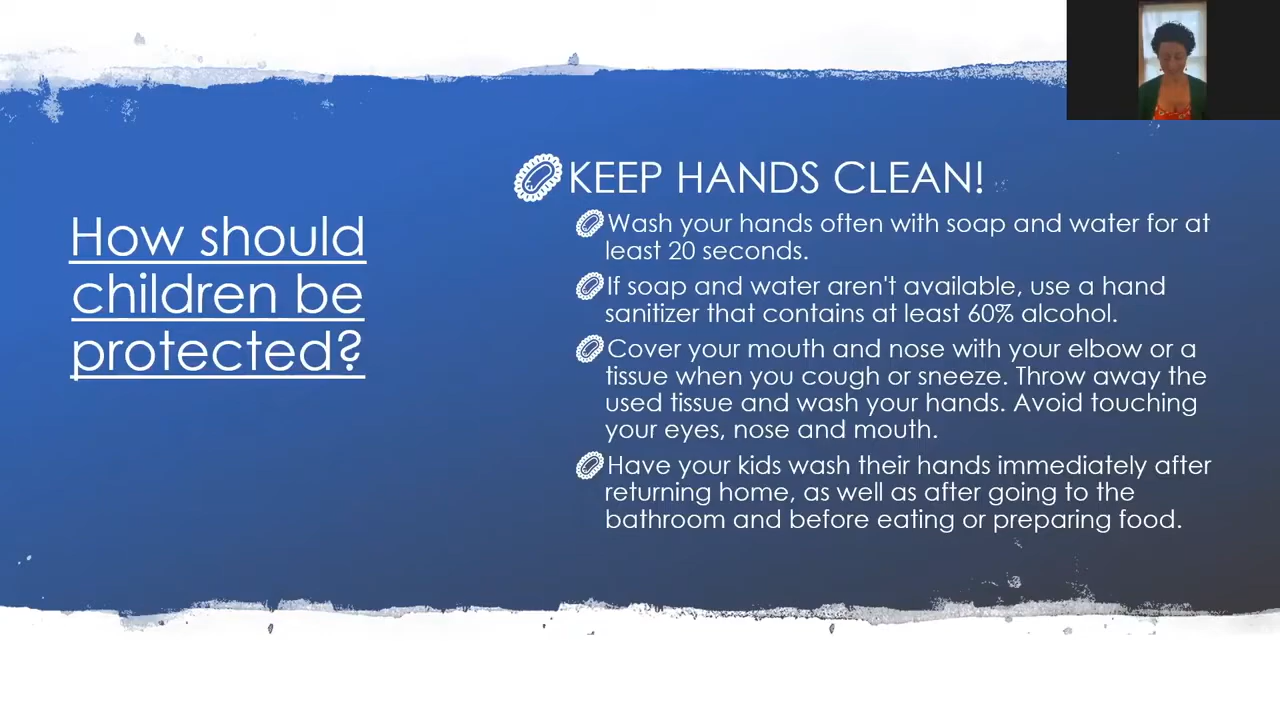 How should
children be
protected?
KEEP HANDS CLEAN!
Wash your hands often with soap and water for at
least 20 seconds.
If soap and water aren't available, use a hand
sanitizer that contains at least 60% alcohol.
Cover your mouth and nose with your elbow or a
tissue when you cough or sneeze. Throw away the
used tissue and wash your hands. Avoid touching
your eyes, nose and mouth.
Have your kids wash their hands immediately after
returning home, as well as after going to the
bathroom and before eating or preparing food.